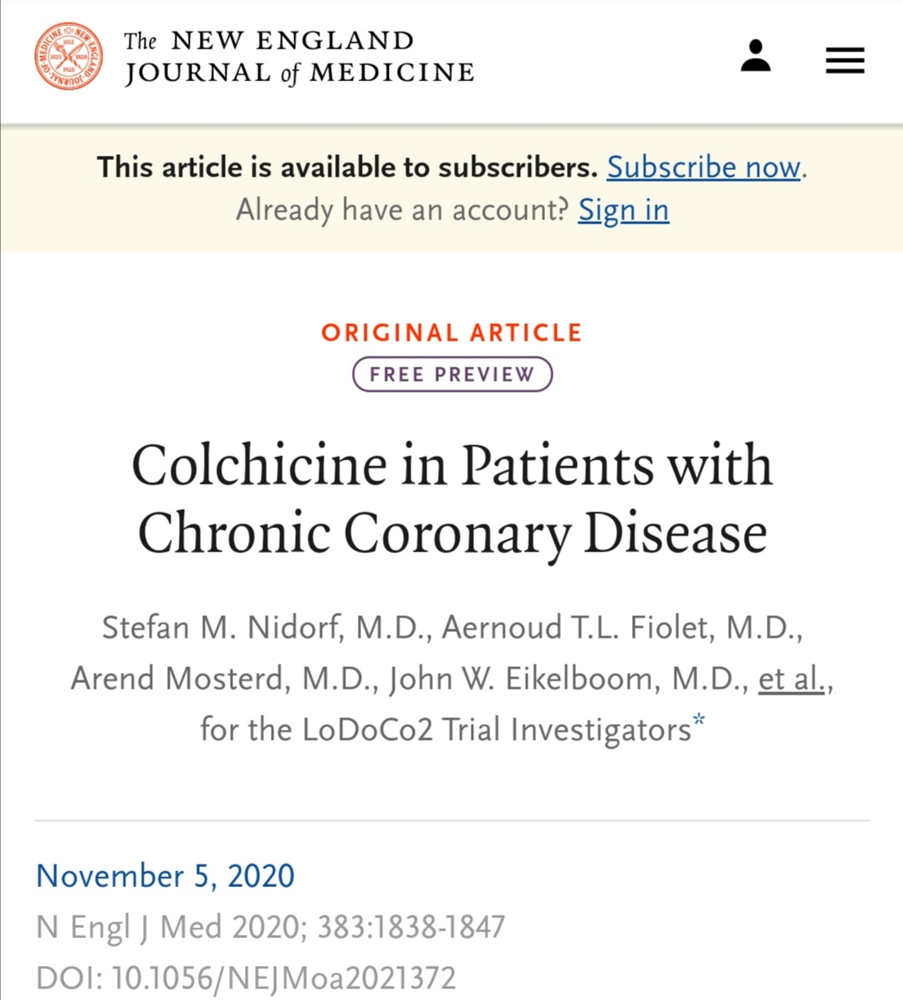 The NEW ENGLAND
JOURNAL of MEDICINE
This article is available to subscribers. Subscribe now.
Already have an account? Sign in
ORIGINAL ARTICLE
FREE PREVIEW
Colchicine in Patients with
Chronic Coronary Disease
Stefan M. Nidorf, M.D., Aernoud T.L. Fiolet, M.D.,
Arend Mosterd, M.D., John W. Eikelboom, M.D., et al.,
for the LoDoCo2 Trial Investigators*
November 5, 2020
N Engl J Med 2020; 383:1838-1847
DOI: 10.1056/NEJMoa2021372